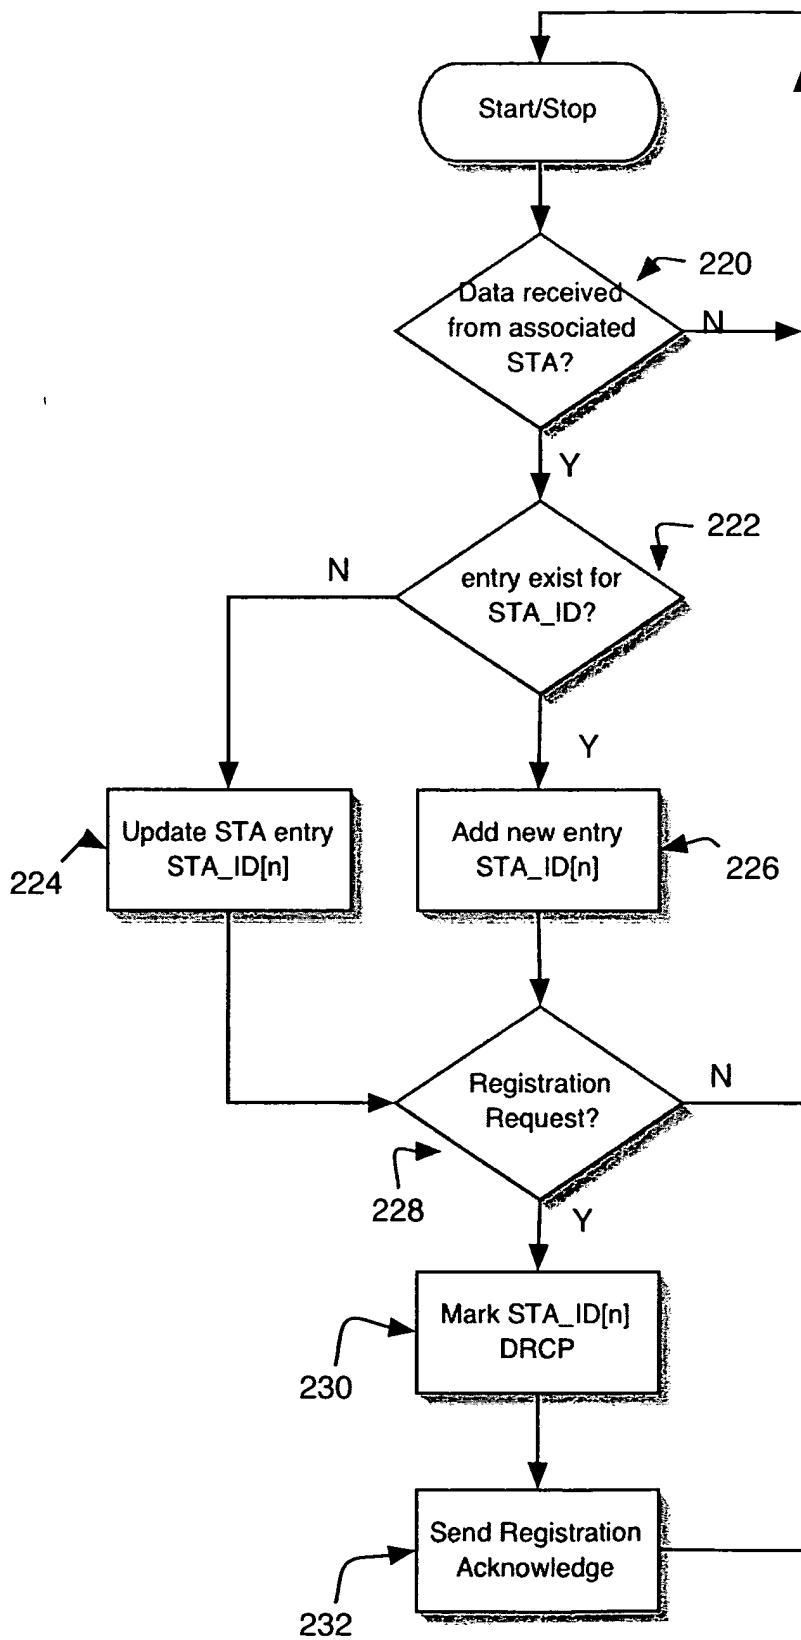 Start/Stop
220
Data received
from associated
STA?
N
Y
222
entry exist for
STA_ID?
N
Y
Update STA entry
STA_ID[n]
224
Add new entry
STA_ID[n]
226
Registration
Request?
N
228
Y
Mark STA_ID[n]
DRCP
230
Send Registration
Acknowledge
232